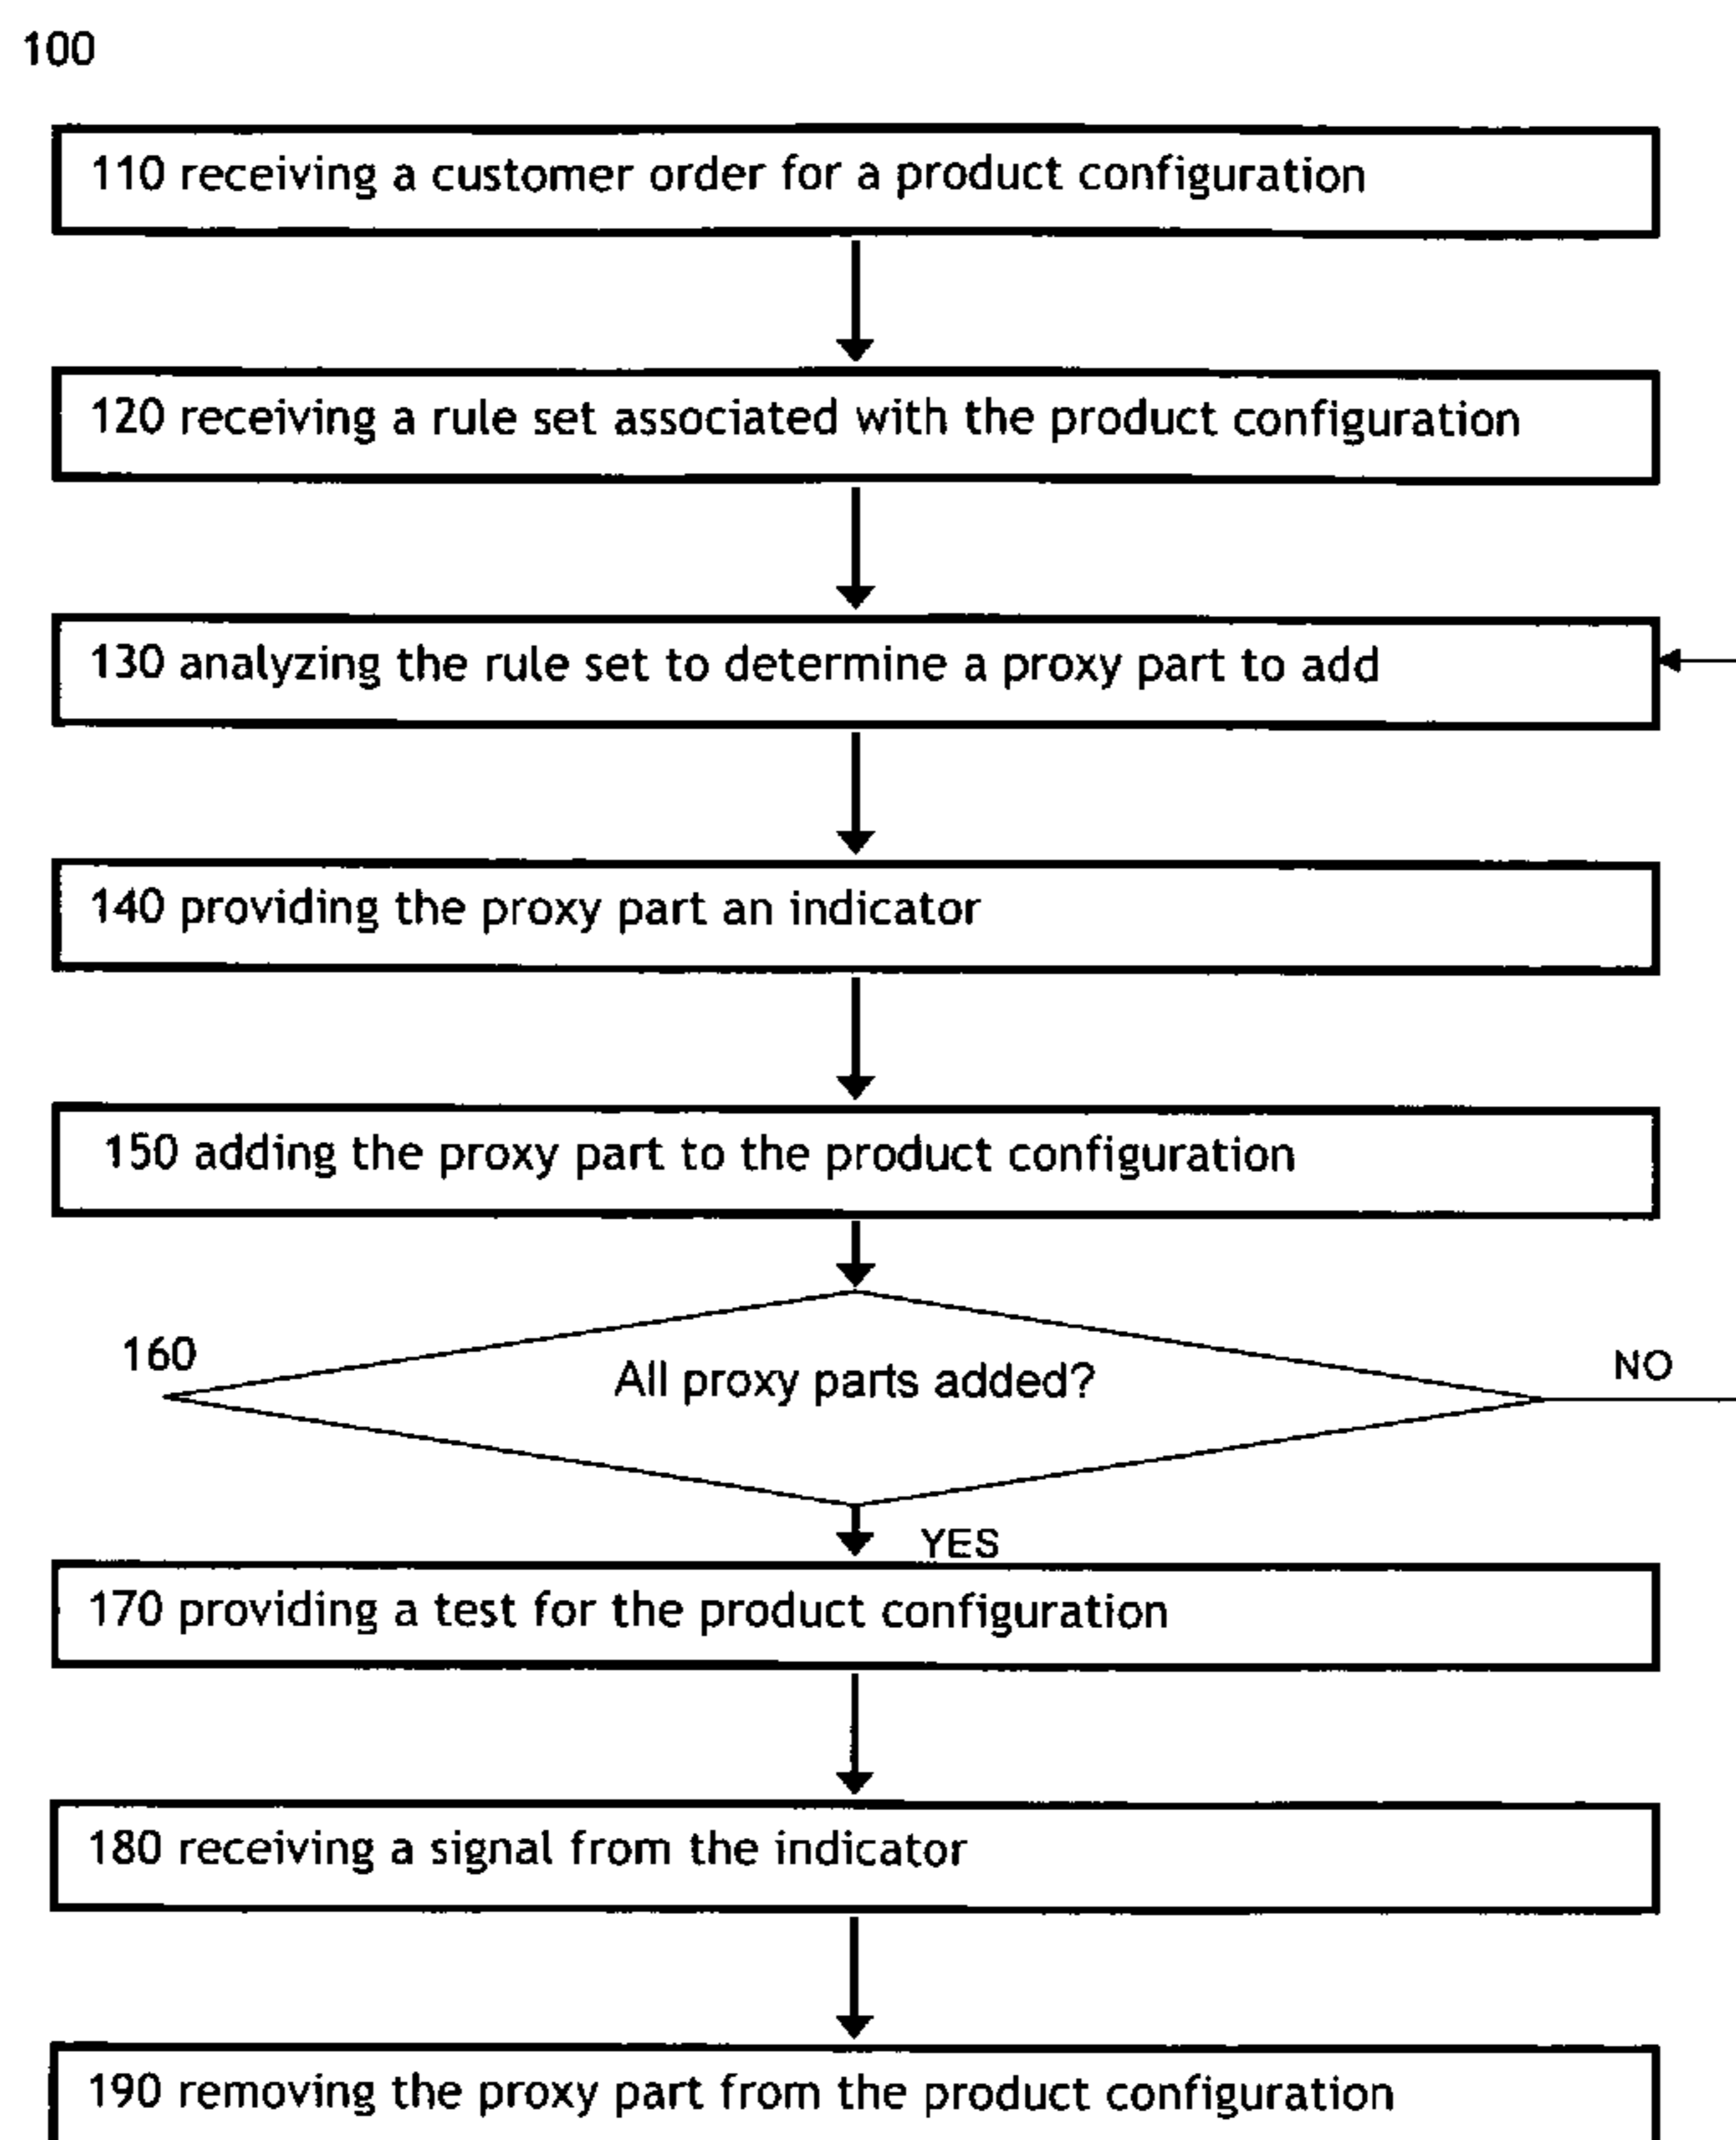 100
110 receiving a customer order for a product configuration
120 receiving a rule set associated with the product configuration
130 analyzing the rule set to determine a proxy part to add
140 providing the proxy part an indicator
150 adding the proxy part to the product configuration
160
All proxy parts added?
NO
YES
170 providing a test for the product configuration
180 receiving a signal from the indicator
190 removing the proxy part from the product configuration